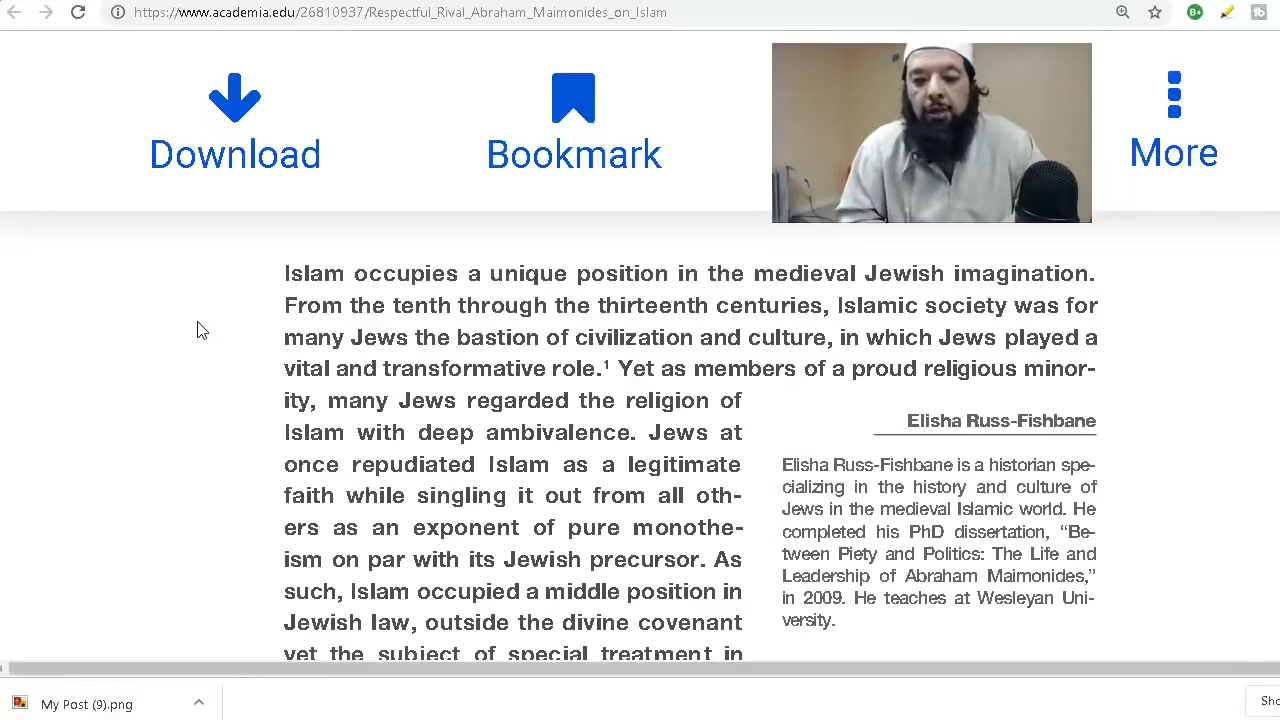 https://www.academia.edu/26810937/Respectful_Rival_Abraham_Maimonides_on_Islam
Download
Bookmark
More
Islam occupies a unique position in the medieval Jewish imagination.
From the tenth through the thirteenth centuries, Islamic society was for
many Jews the bastion of civilization and culture, in which Jews played a
vital and transformative role.¹ Yet as members of a proud religious minor-
ity, many Jews regarded the religion of
Islam with deep ambivalence. Jews at
once repudiated Islam as a legitimate
faith while singling it out from all oth-
ers as an exponent of pure monothe-
ism on par with its Jewish precursor. As
such, Islam occupied a middle position in
Jewish law, outside the divine covenant
yet the subject of special treatment in
Elisha Russ-Fishbane
Elisha Russ-Fishbane is a historian spe-
cializing in the history and culture of
Jews in the medieval Islamic world. He
completed his PhD dissertation, “Be-
tween Piety and Politics: The Life and
Leadership of Abraham Maimonides,”
in 2009. He teaches at Wesleyan Uni-
versity.
My Post (9).png
Sho